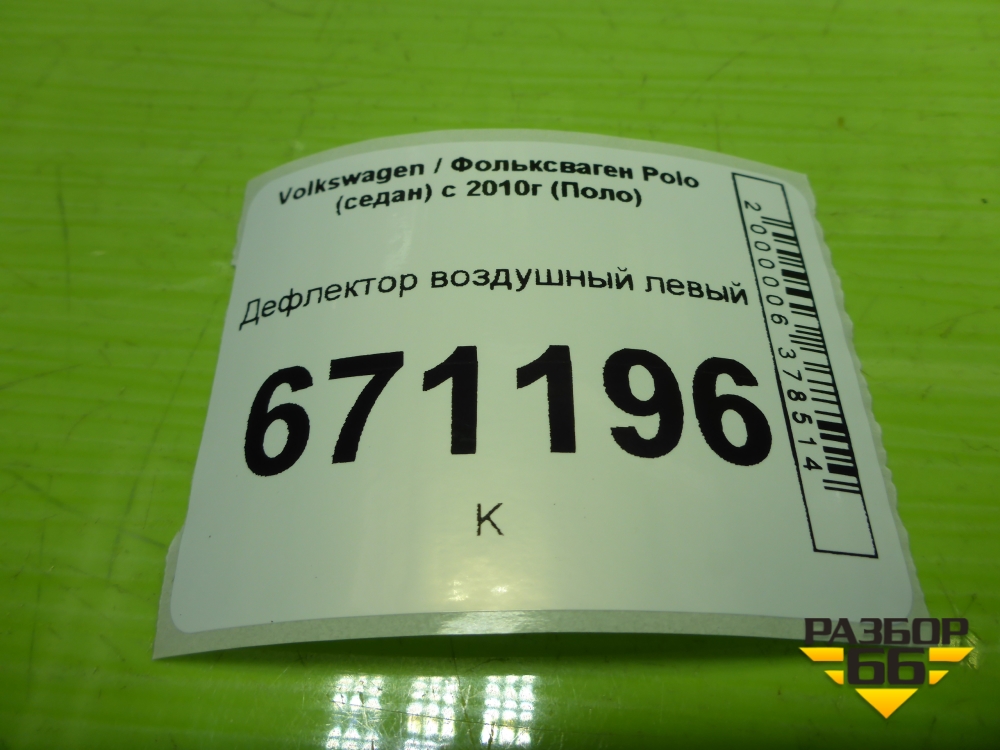 Volkswagen / Фольксваген Polo
(седан) с 2010г (Поло)
Дефлектор воздушный левый
671196
К
2000006378514
РАЗБОР
66